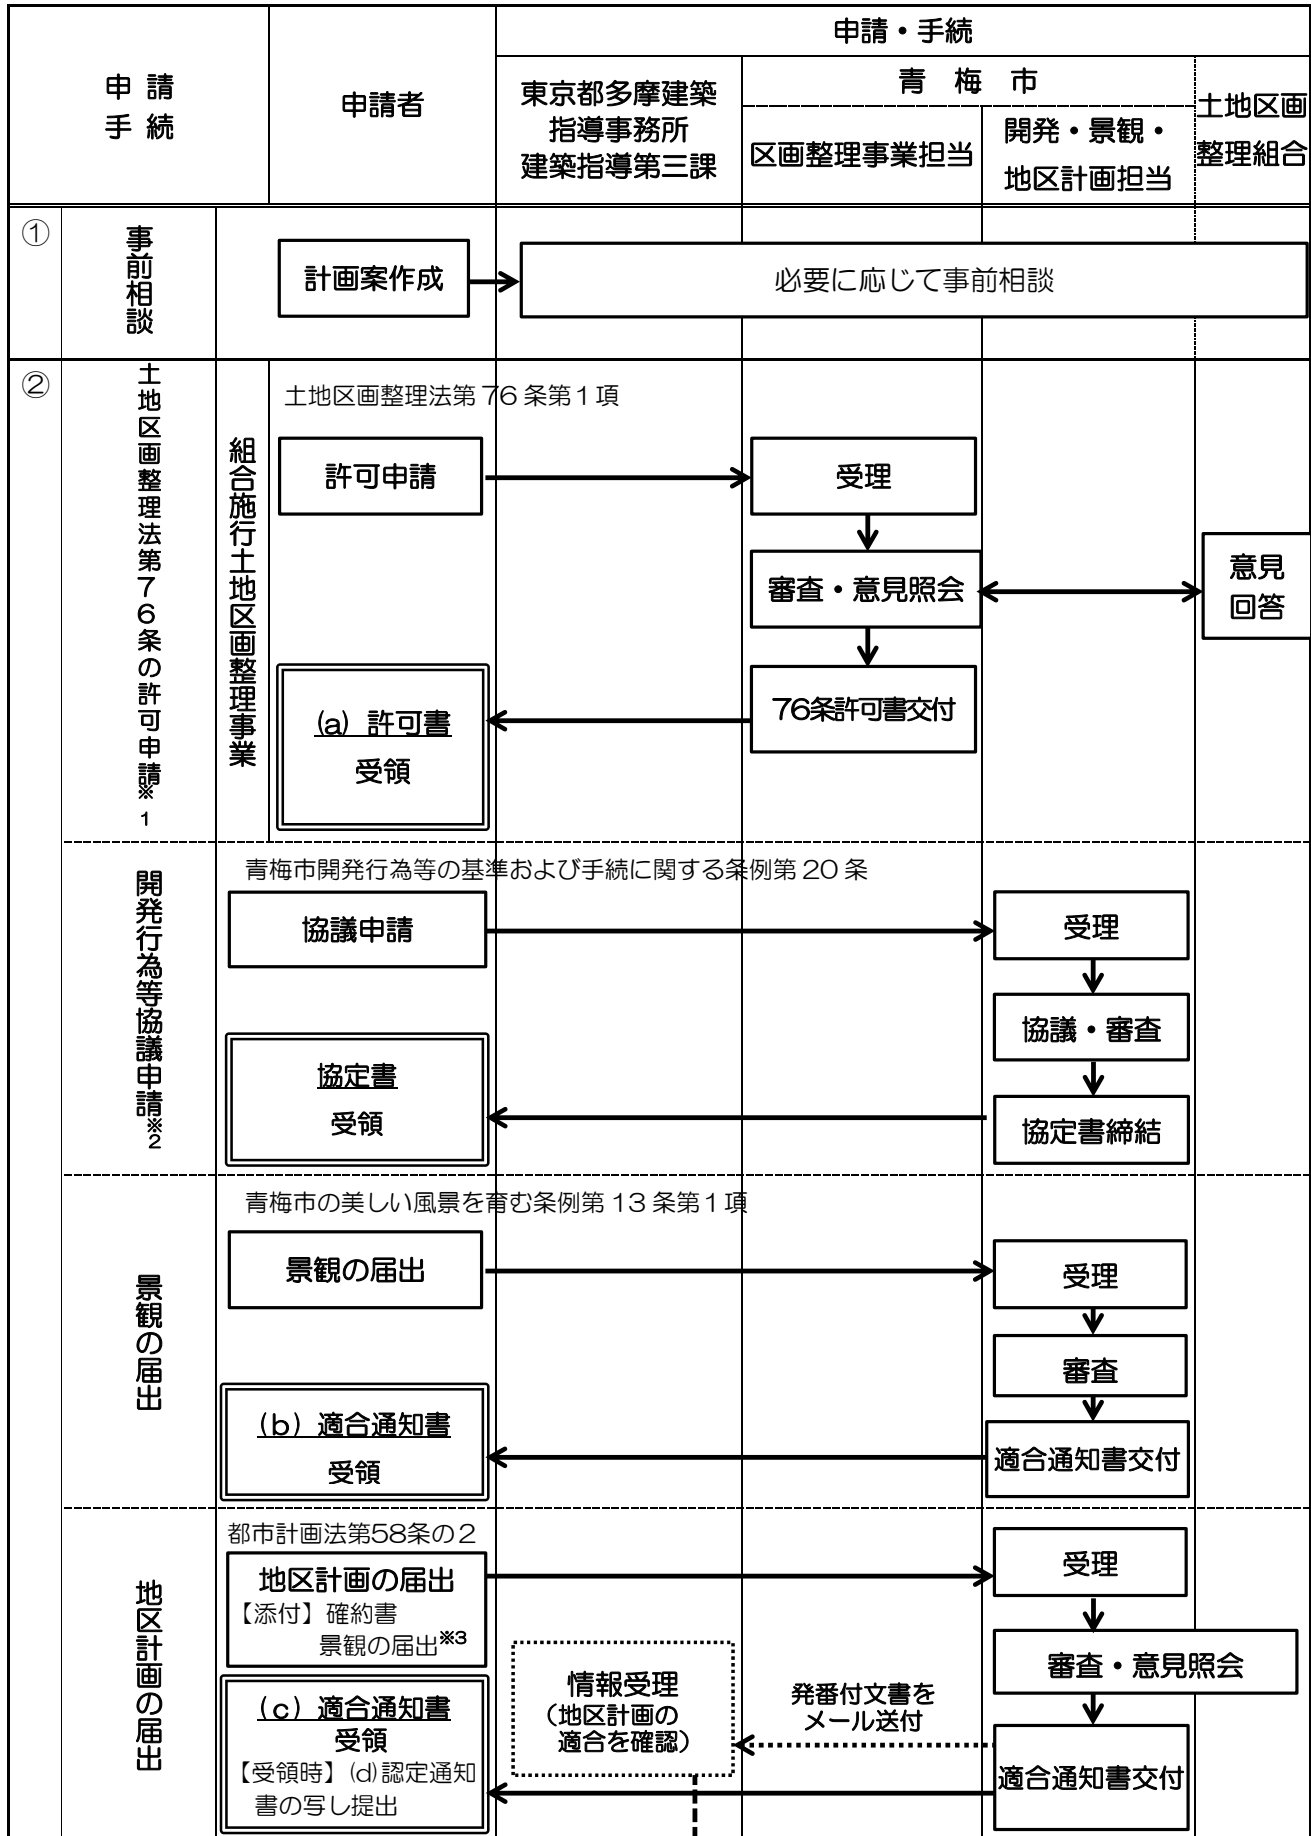 申請・手続
申 請
手 続
申請者
東京都多摩建築
指導事務所
建築指導第三課
青 梅 市
区画整理事業担当
開発・景観・
地区計画担当
土地区画
整理組合
①
事前相談
計画案作成
必要に応じて事前相談
②
土地区画整理法第76条の許可申請※1
組合施行土地区画整理事業
土地区画整理法第 76 条第1項
許可申請
受理
審査・意見照会
意見
回答
76条許可書交付
(a) 許可書
受領
開発行為等協議申請※2
青梅市開発行為等の基準および手続に関する条例第 20 条
協議申請
受理
協議・審査
協定書
受領
協定書締結
景観の届出
青梅市の美しい風景を育む条例第 13 条第1項
景観の届出
受理
審査
(b) 適合通知書
受領
適合通知書交付
地区計画の届出
都市計画法第58条の2
地区計画の届出
【添付】確約書
景観の届出※3
受理
審査・意見照会
情報受理
(地区計画の
適合を確認)
発番付文書を
メール送付
(c) 適合通知書
受領
【受領時】(d)認定通知
書の写し提出
適合通知書交付